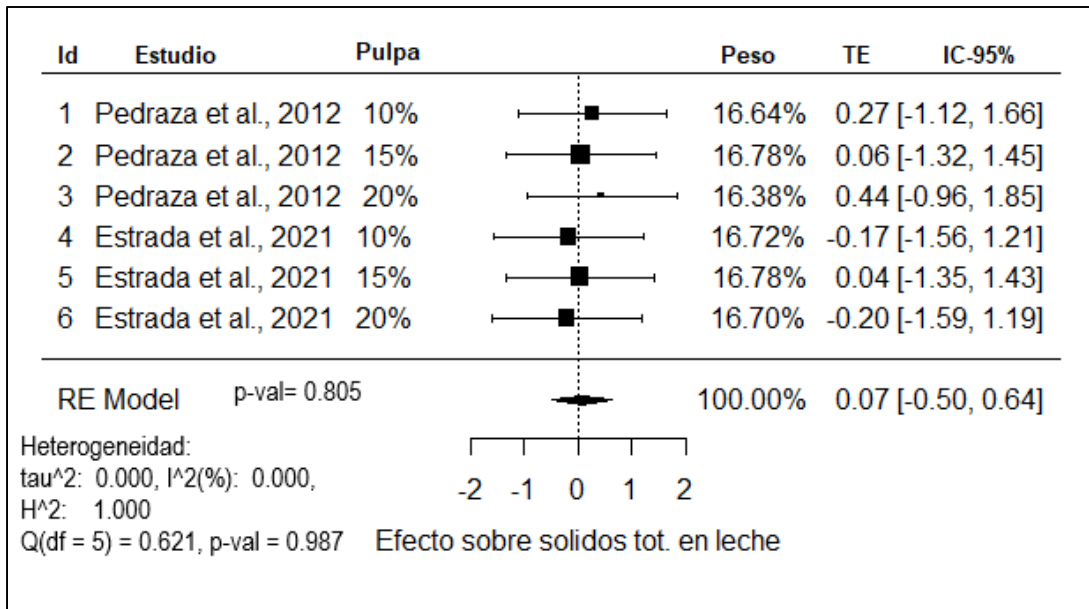 Id Estudio Pulpa Peso TE IC-95%
1 Pedraza et al., 2012 10% 16.64% 0.27 [-1.12, 1.66]
2 Pedraza et al., 2012 15% 16.78% 0.06 [-1.32, 1.45]
3 Pedraza et al., 2012 20% 16.38% 0.44 [-0.96, 1.85]
4 Estrada et al., 2021 10% 16.72% -0.17 [-1.56, 1.21]
5 Estrada et al., 2021 15% 16.78% 0.04 [-1.35, 1.43]
6 Estrada et al., 2021 20% 16.70% -0.20 [-1.59, 1.19]
RE Model p-val= 0.805 100.00% 0.07 [-0.50, 0.64]
Heterogeneidad:
tau^2: 0.000, I^2(%): 0.000,
H^2: 1.000
Q(df = 5) = 0.621, p-val = 0.987
-2 -1 0 1 2
Efecto sobre solidos tot. en leche